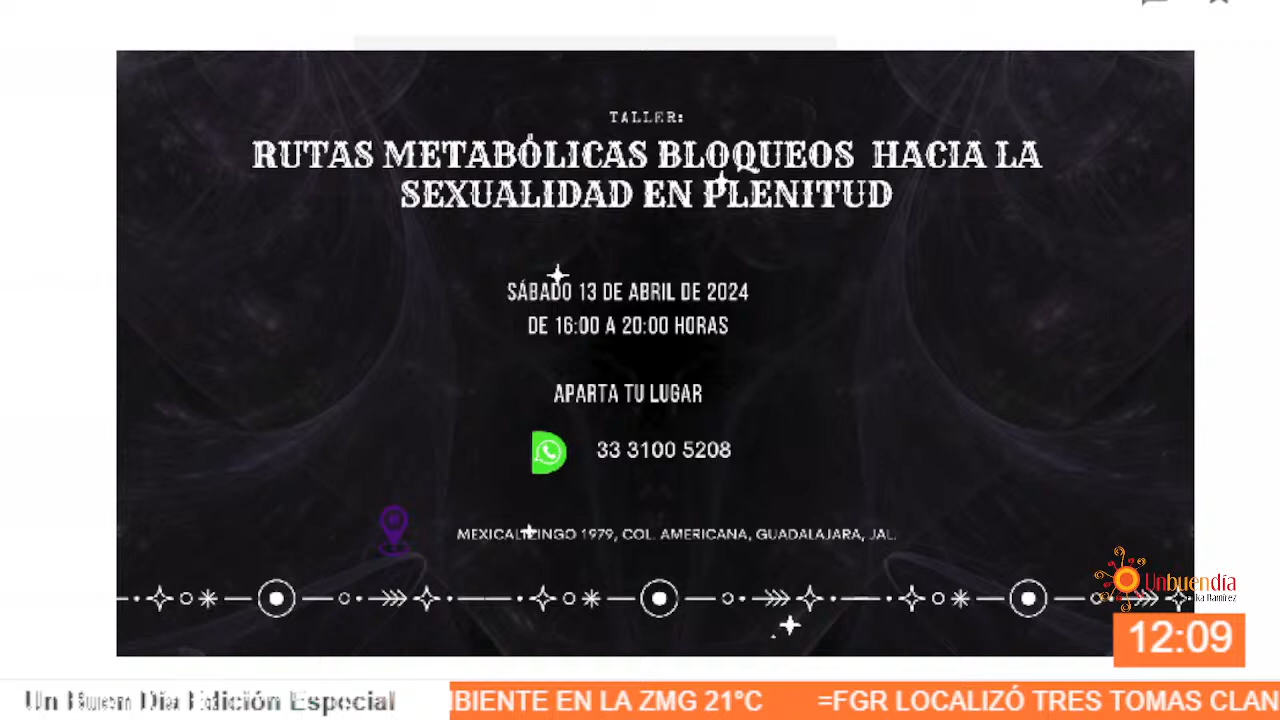 TALLER:
RUTAS METABÓLICAS BLOQUEOS HACIA LA
SEXUALIDAD EN PLENITUD
SÁBADO 13 DE ABRIL DE 2024
DE 16:00 A 20:00 HORAS
APARTA TU LUGAR
33 3100 5208
MEXICALTZINGO 1979, COL. AMERICANA, GUADALAJARA, JAL.
Unbuendía
Ramírez
12:09
Un Buen Día Edición Especial
IBIENTE EN LA ZMG 21°C =FGR LOCALIZÓ TRES TOMAS CLAN